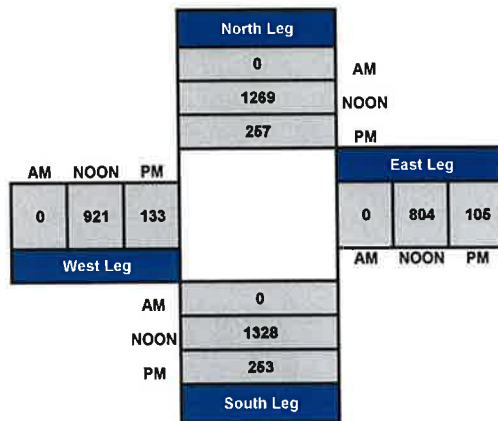 North Leg
0 AM
1269 NOON
257 PM
AM NOON PM
East Leg
0 921 133
0 804 105
West Leg
AM NOON PM
AM 0
NOON 1328
PM 253
South Leg